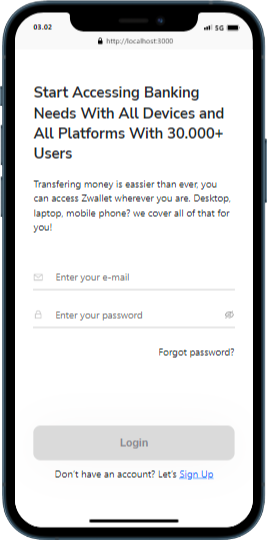 03.02
5G
http://localhost:3000
Start Accessing Banking
Needs With All Devices and
All Platforms With 30.000+
Users
Transfering money is eassier than ever, you
can access Zwallet wherever you are. Desktop,
laptop, mobile phone? we cover all of that for
you!
Enter your e-mail
Enter your password
Forgot password?
Login
Don't have an account? Let's Sign Up